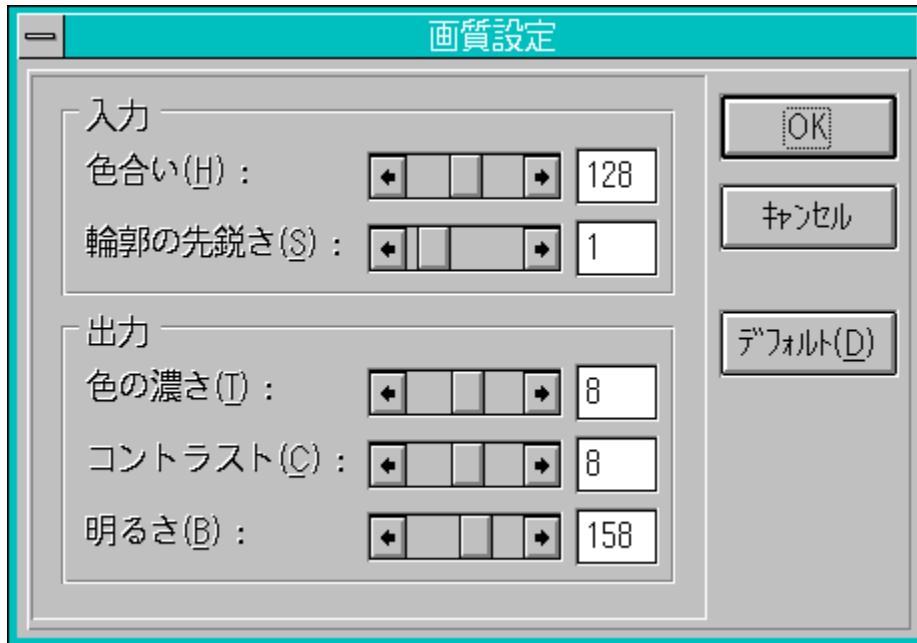 画質設定
入力
色合い(H) : 128
輪郭の先鋭さ(S) : 1
出力
色の濃さ(T) : 8
コントラスト(C) : 8
明るさ(B) : 158
OK
ｷｬﾝｾﾙ
ﾃﾞﾌｫﾙﾄ(D)